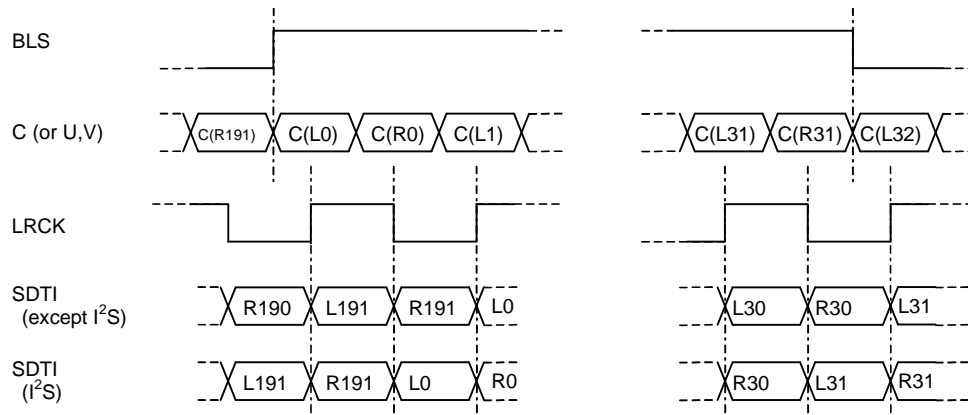 BLS
C (or U,V)
C(R191) C(L0) C(R0) C(L1) C(L31) C(R31) C(L32)
LRCK
SDTI
(except I²S)
R190 L191 R191 L0 L30 R30 L31
SDTI
(I²S)
L191 R191 L0 R0 R30 L31 R31